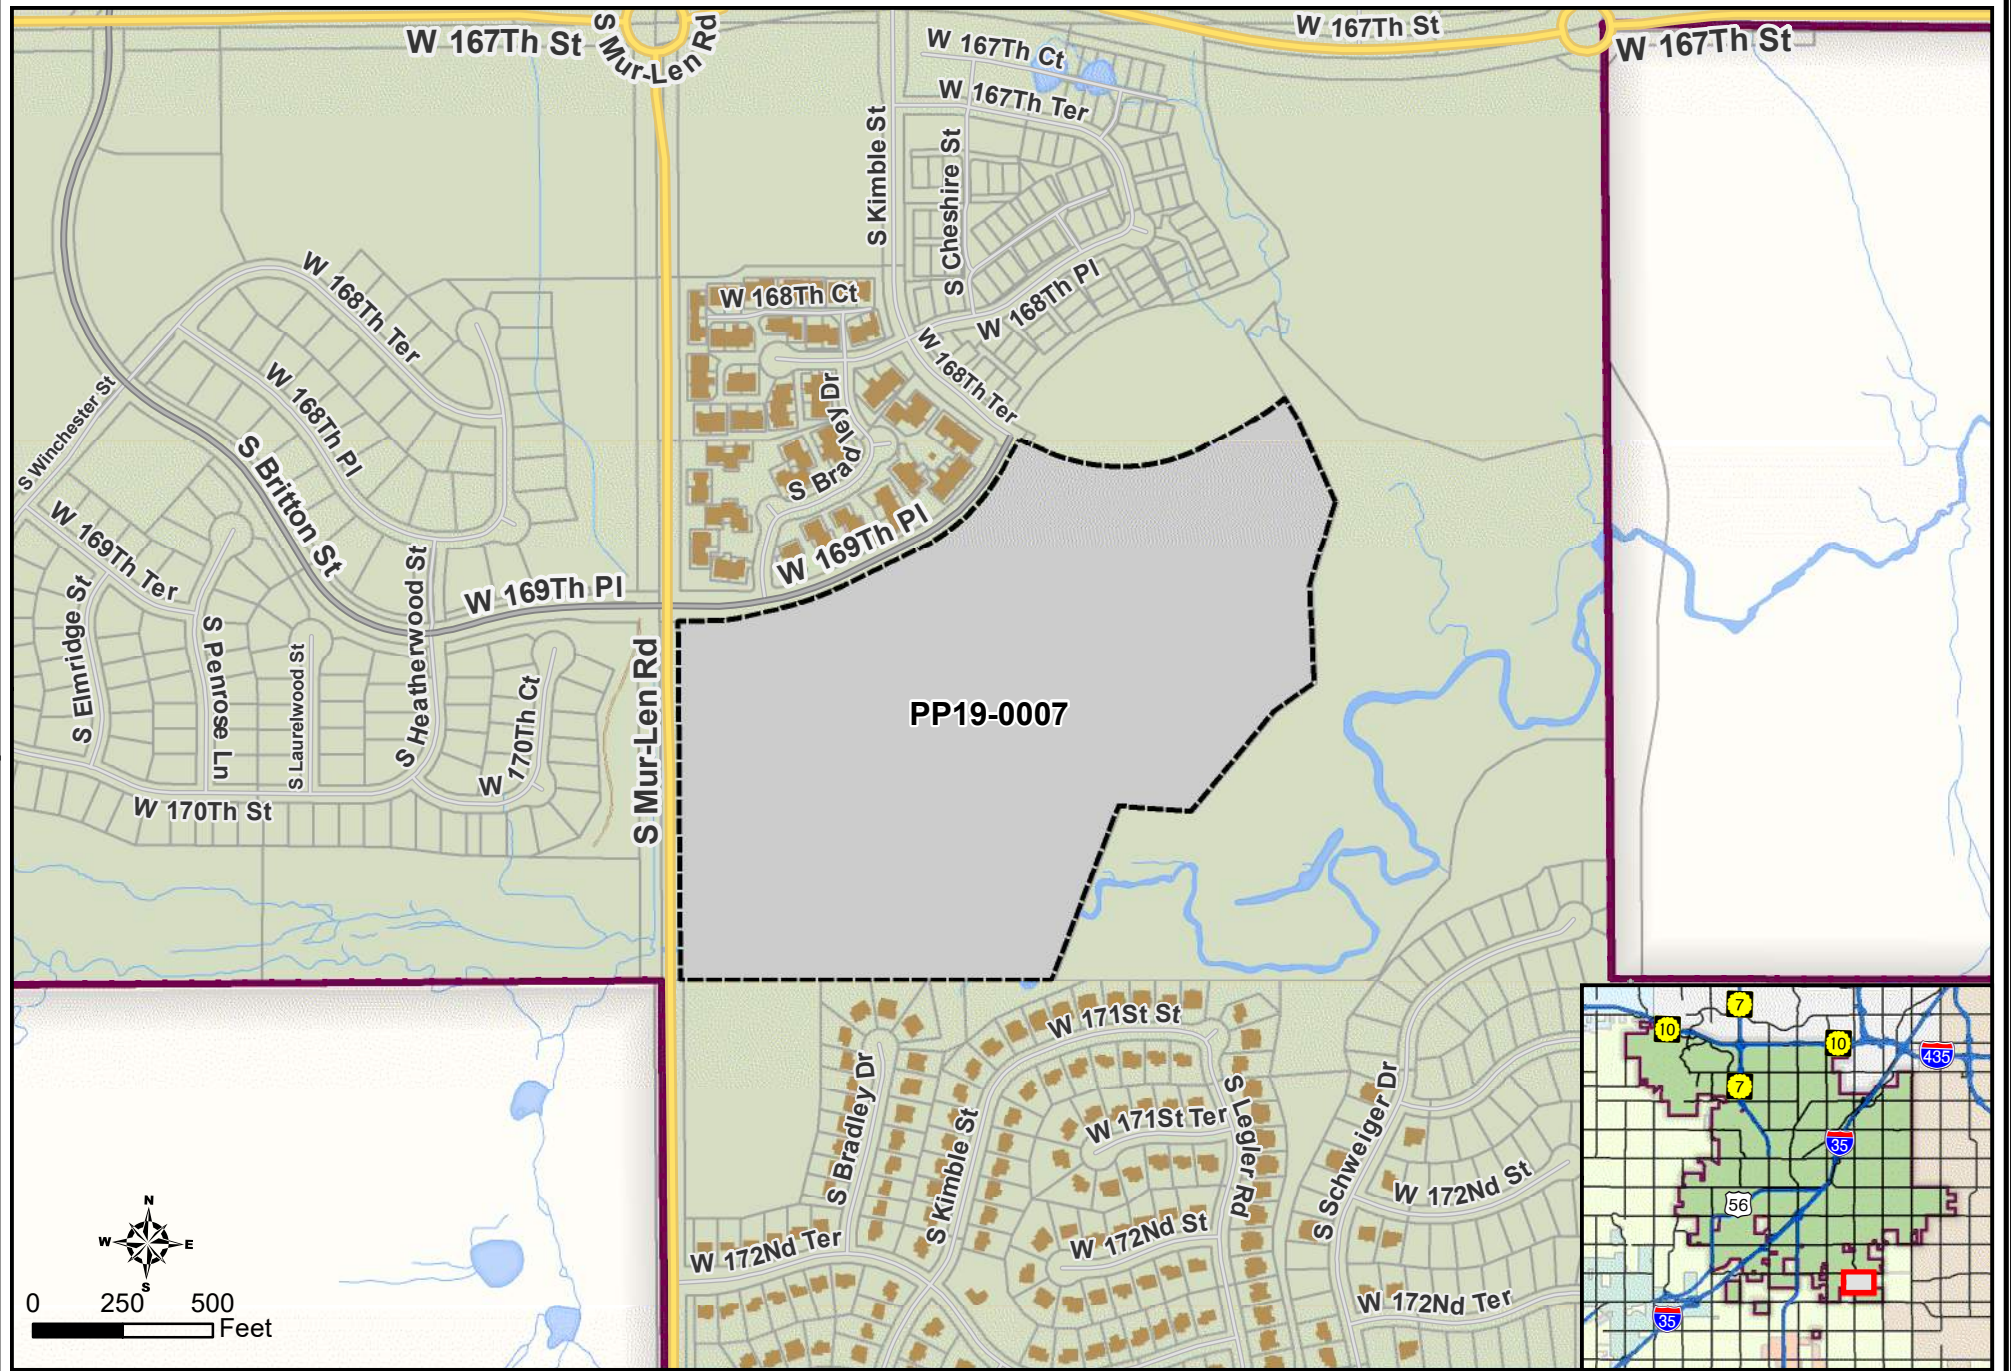 W 167Th St
S Mur-Len Rd
W 167Th St
W 167Th St
W 167Th Ct
W 167Th Ter
S Kimble St
S Cheshire St
W 168Th Pl
W 168Th Ct
W 168Th Ter
W 168Th Ter
W 168Th Pl
S Winchester St
S Britton St
S Bradley Dr
W 169Th Pl
W 169Th Ter
W 169Th Pl
S Elmridge St
S Penrose Ln
S Laurelwood St
S Heatherwood St
W 170Th Ct
W 170Th St
S Mur-Len Rd
PP19-0007
W 171St St
S Bradley Dr
S Kimble St
W 171St Ter
S Legler Rd
S Schweiger Dr
W 172Nd St
W 172Nd St
W 172Nd Ter
W 172Nd Ter
N
W E
S
0 250 500
Feet
7
10
10
435
7
35
56
35